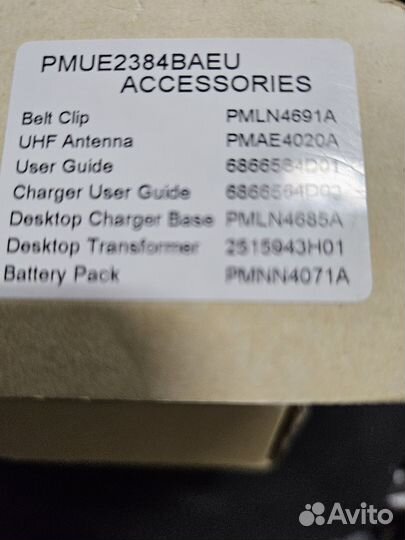 PMUE2384BAEU
ACCESSORIES
Belt Clip PMLN4691A
UHF Antenna PMAE4020A
User Guide 6866584D01
Charger User Guide
Desktop Charger Base PMLN4685A
Desktop Transformer 2515943H01
Battery Pack PMNN4071A
Avito